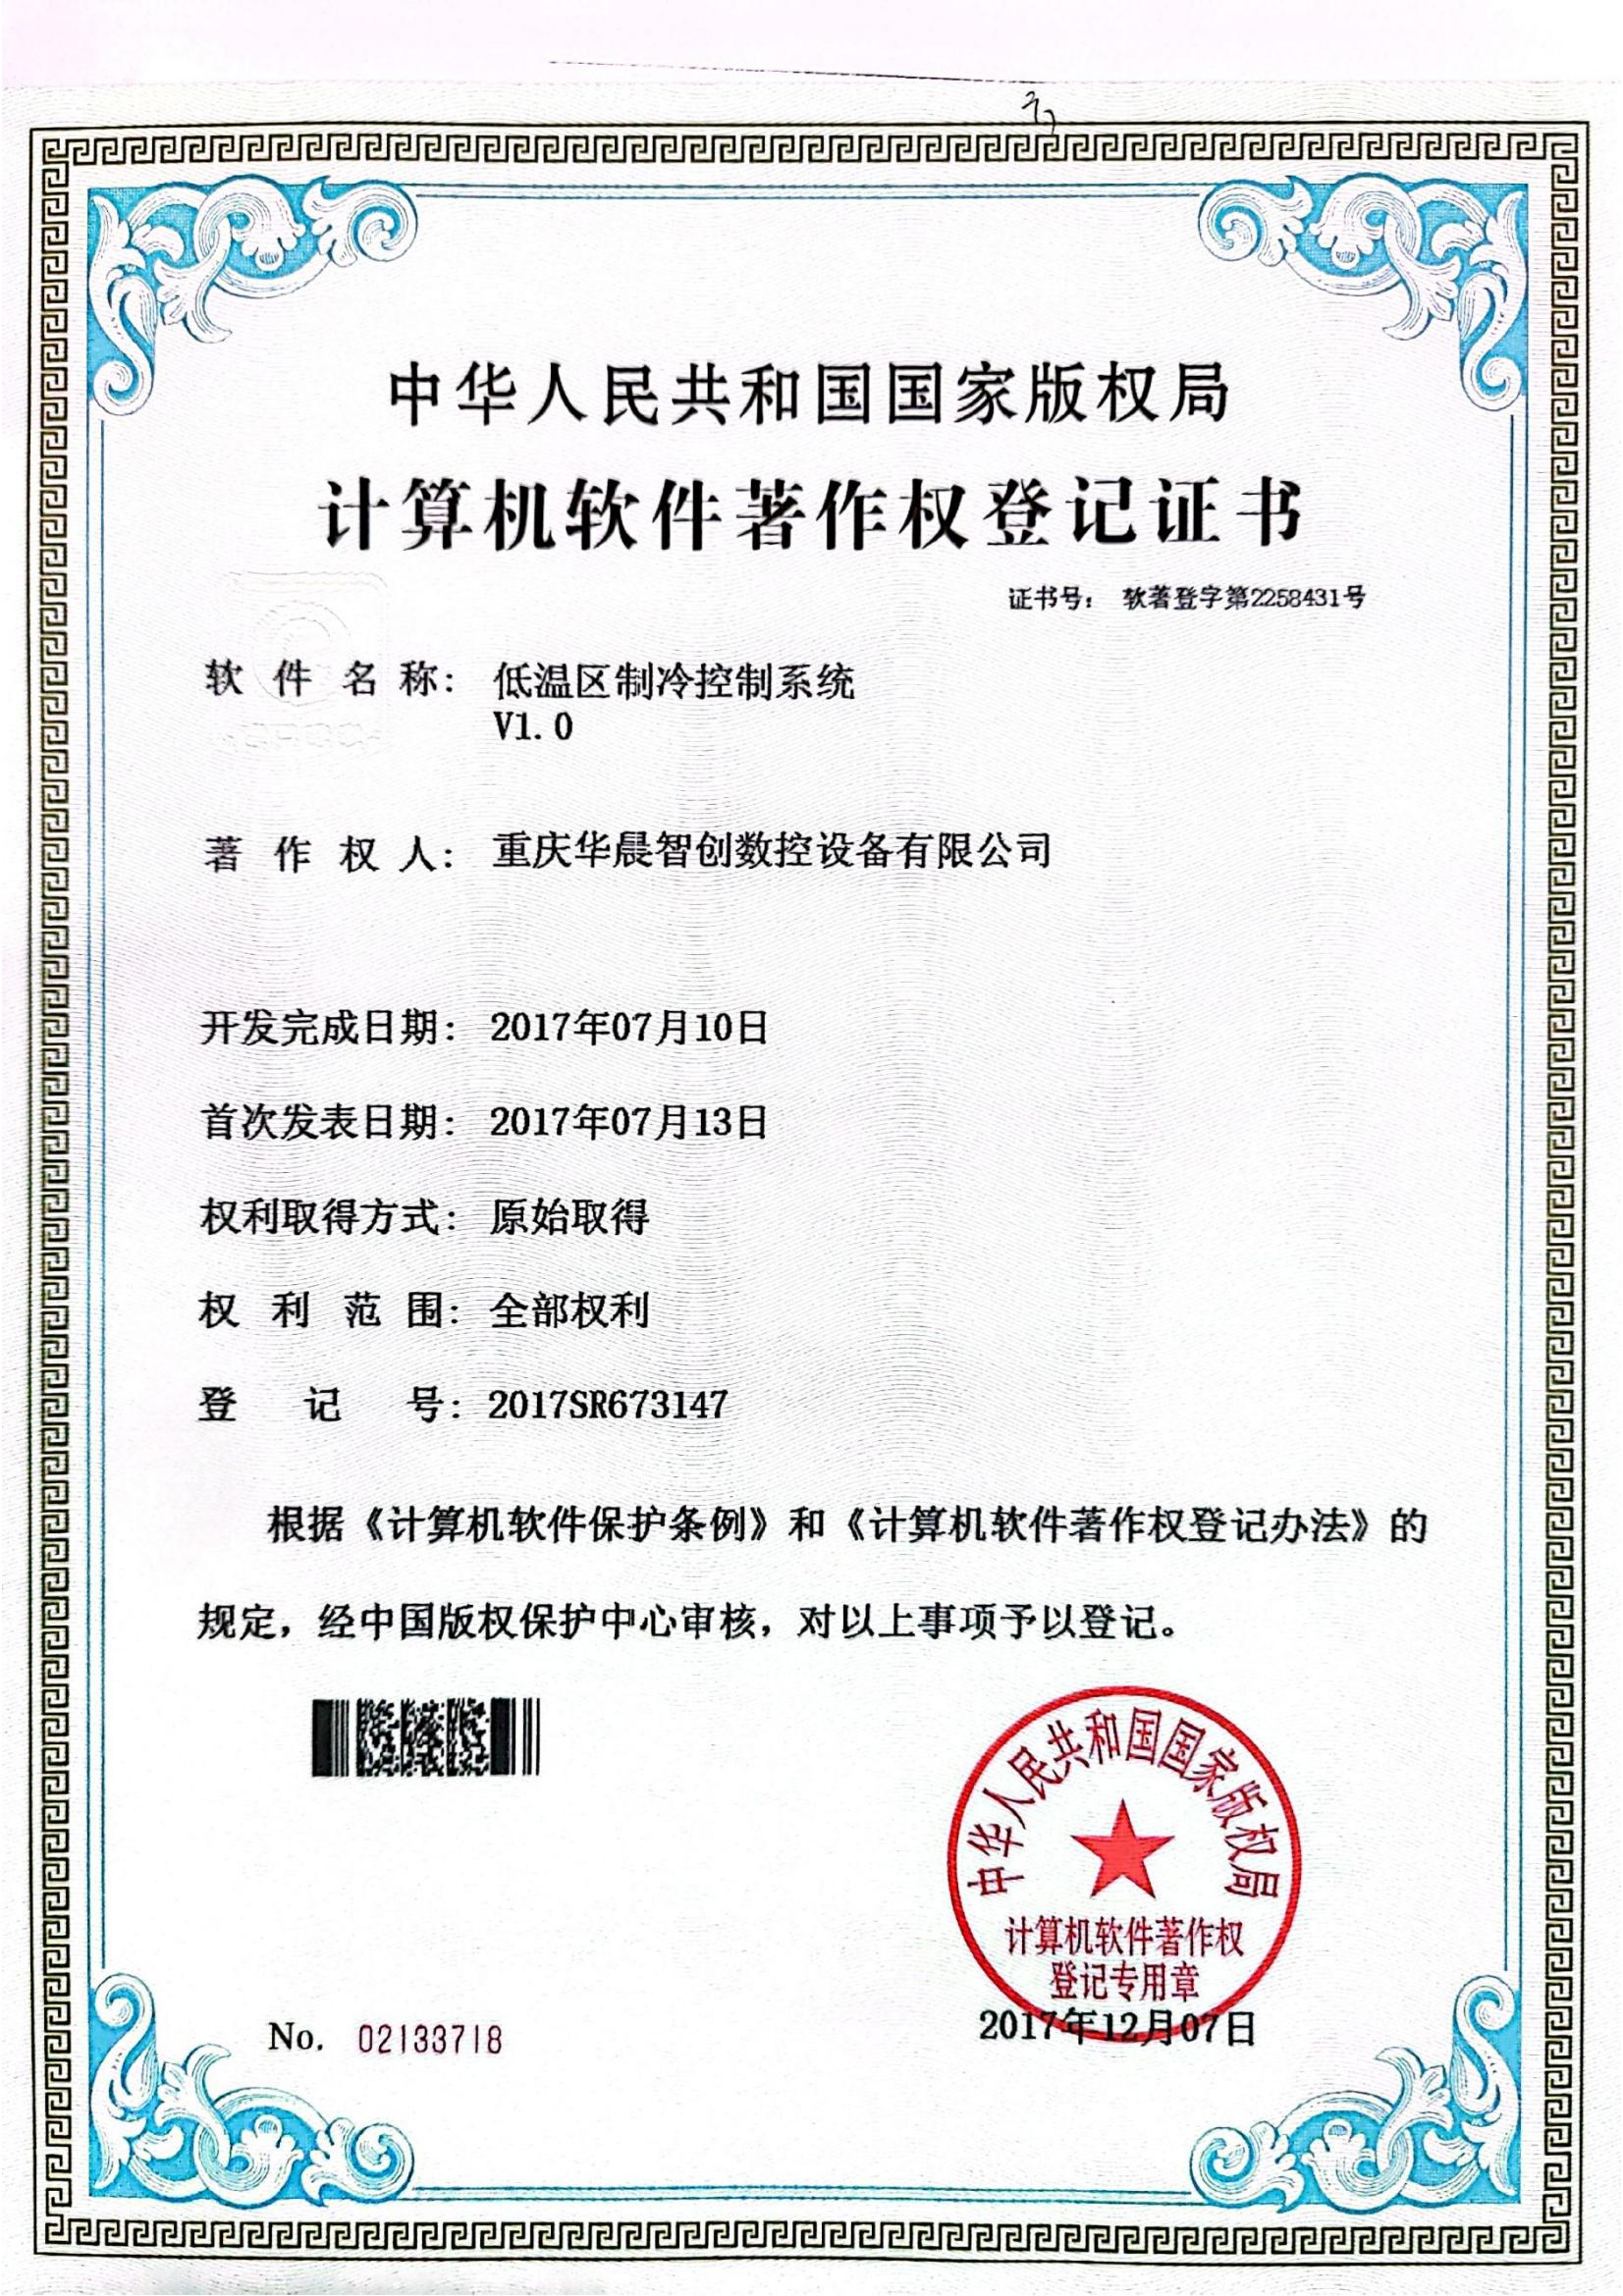 中华人民共和国国家版权局
计算机软件著作权登记证书
证书号： 软著登字第2258431号
软件名称： 低温区制冷控制系统
V1.0
著作权人： 重庆华晨智创数控设备有限公司
开发完成日期： 2017年07月10日
首次发表日期： 2017年07月13日
权利取得方式： 原始取得
权利范围： 全部权利
登记号： 2017SR673147
根据《计算机软件保护条例》和《计算机软件著作权登记办法》的
规定，经中国版权保护中心审核，对以上事项予以登记。
中华人民共和国国家版权局
计算机软件著作权
登记专用章
No. 02133718
2017年12月07日